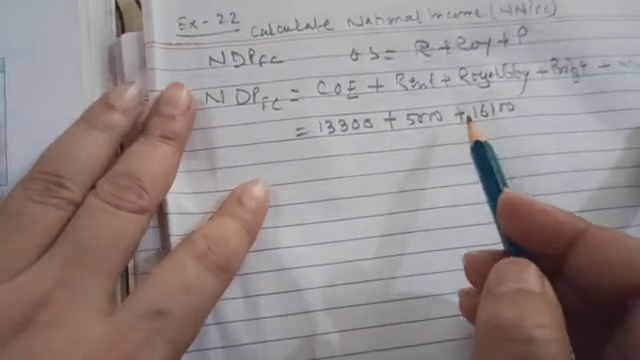 Ex-22 Calculate National income (NNPFC)
NDPFC OS = R + Roy + P
NDPFC = COE + Rent + Royalty + Profit +
= 13300 + 5000 + 16100